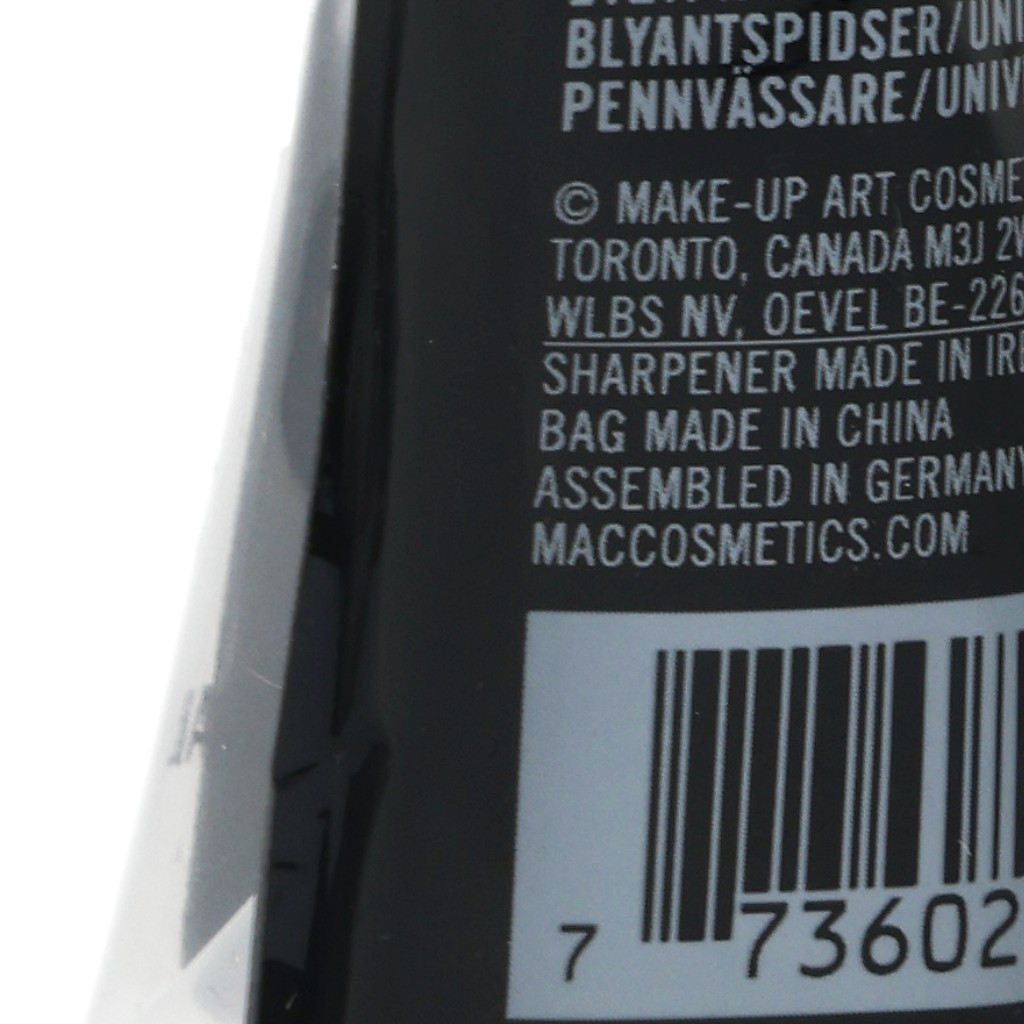 BLYANTSPIDSER/UNI
PENNVÄSSARE/UNIV
© MAKE-UP ART COSME
TORONTO, CANADA M3J 2V
WLBS NV, OEVEL BE-226
SHARPENER MADE IN IRE
BAG MADE IN CHINA
ASSEMBLED IN GERMANY
MACCOSMETICS.COM
7 73602